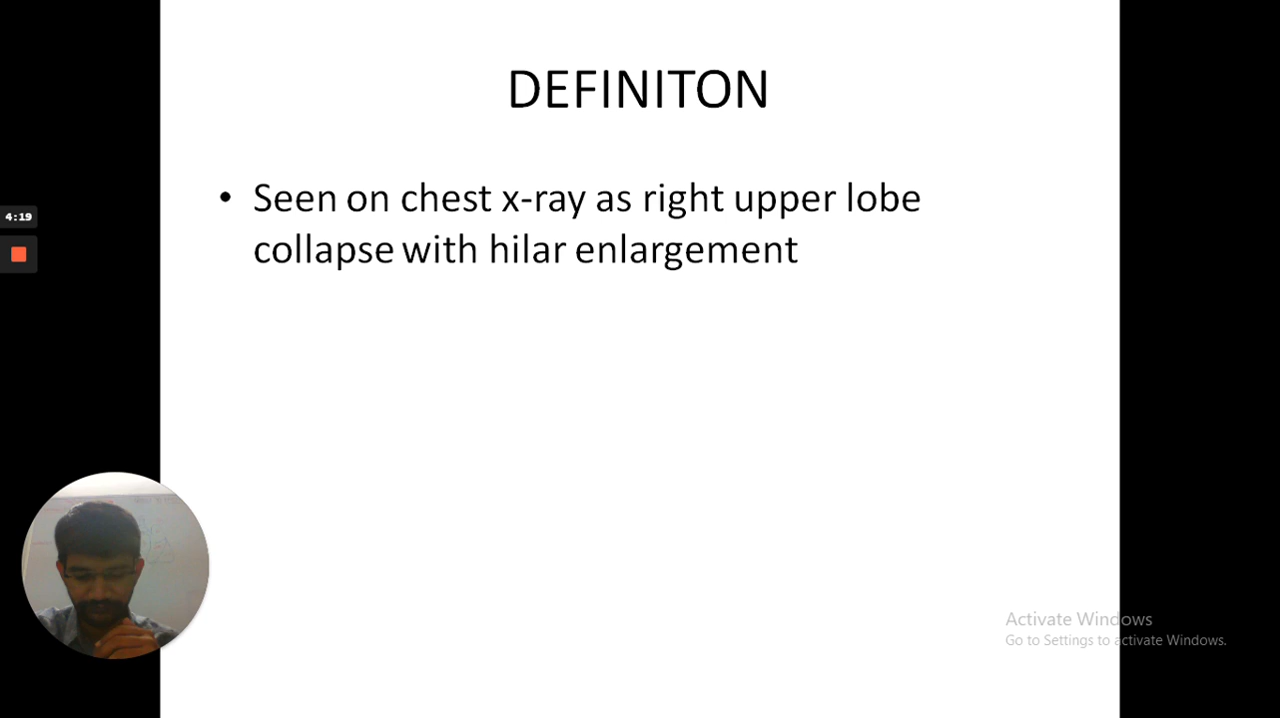 DEFINITON
• Seen on chest x-ray as right upper lobe
collapse with hilar enlargement
4:19
Activate Windows
Go to Settings to activate Windows.